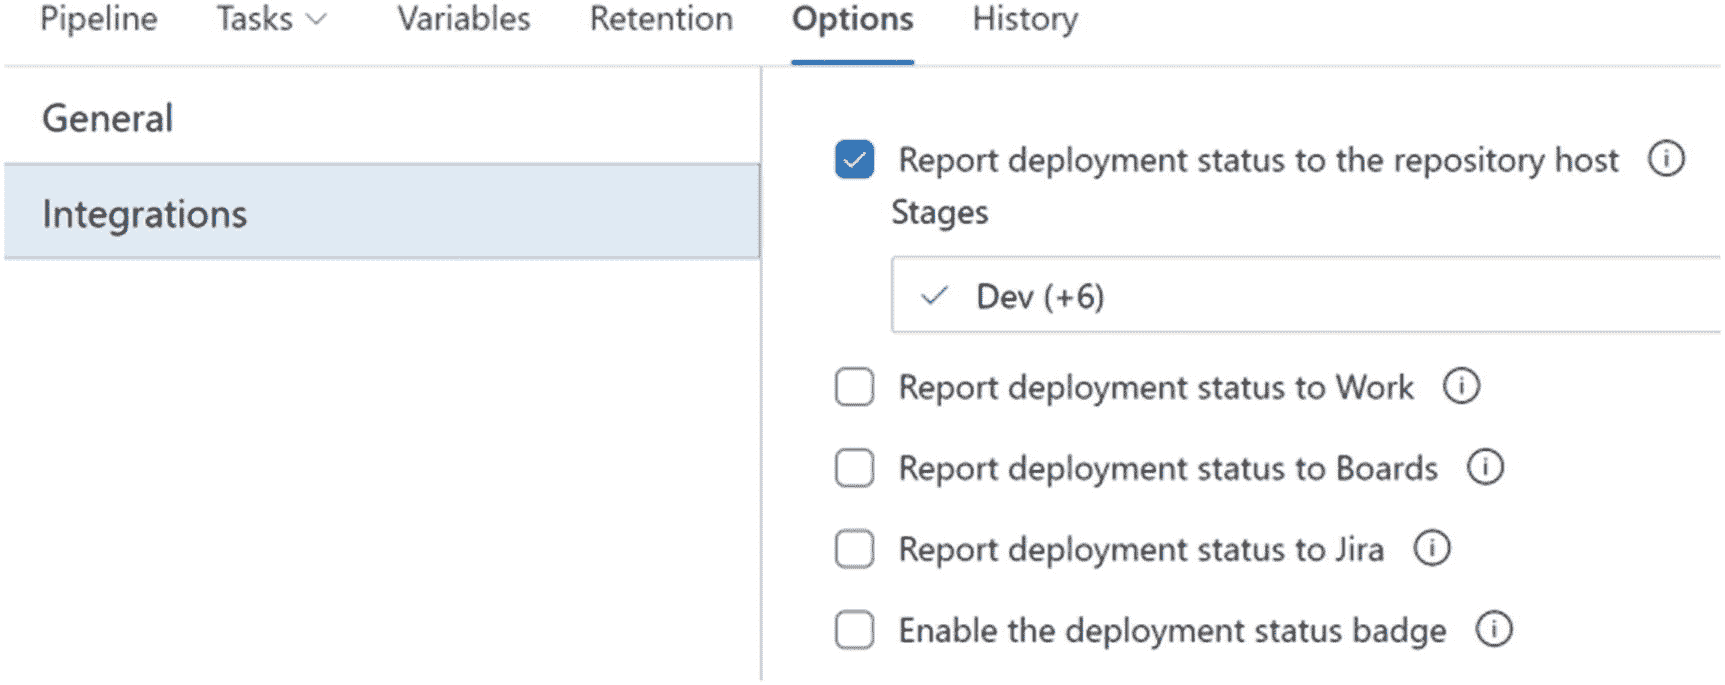 Pipeline Tasks Variables Retention Options History
General
Integrations
Report deployment status to the repository host
Stages
Dev (+6)
Report deployment status to Work
Report deployment status to Boards
Report deployment status to Jira
Enable the deployment status badge